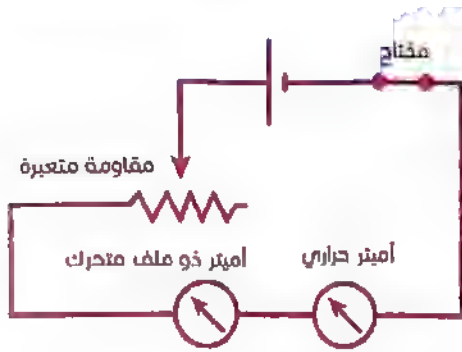 مفتاح
مقاومة متغيرة
أميتر حراري
أميتر ذو ملف متحرك